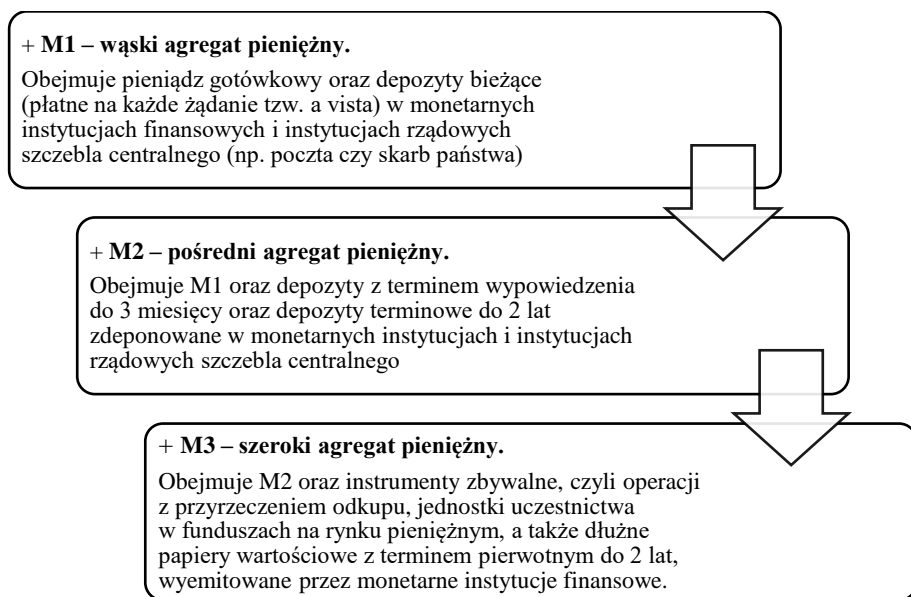 + M1 – wąski agregat pieniężny.
Obejmuje pieniądz gotówkowy oraz depozyty bieżące
(płatne na każde żądanie tzw. a vista) w monetarnych
instytucjach finansowych i instytucjach rządowych
szczebla centralnego (np. poczta czy skarb państwa)
+ M2 – pośredni agregat pieniężny.
Obejmuje M1 oraz depozyty z terminem wypowiedzenia
do 3 miesięcy oraz depozyty terminowe do 2 lat
zdeponowane w monetarnych instytucjach i instytucjach
rządowych szczebla centralnego
+ M3 – szeroki agregat pieniężny.
Obejmuje M2 oraz instrumenty zbywalne, czyli operacji
z przyrzeczeniem odkupu, jednostki uczestnictwa
w funduszach na rynku pieniężnym, a także dłużne
papiery wartościowe z terminem pierwotnym do 2 lat,
wyemitowane przez monetarne instytucje finansowe.